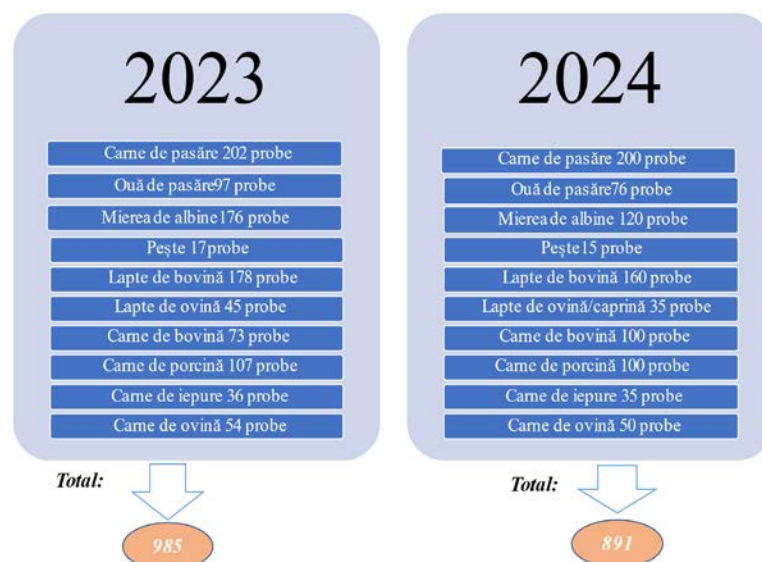 2023
Carne de pasăre 202 probe
Ouă de pasăre97 probe
Mierea de albine176 probe
Pește 17probe
Lapte de bovină 178 probe
Lapte de ovină 45 probe
Carne de bovină 73 probe
Carne de porcină 107 probe
Carne de iepure 36 probe
Carne de ovină 54 probe
Total:
985
2024
Carne de pasăre 200 probe
Ouă de pasăre76 probe
Mierea de albine 120 probe
Pește15 probe
Lapte de bovină 160 probe
Lapte de ovină/caprină 35 probe
Carne de bovină 100 probe
Carne de porcină 100 probe
Carne de iepure 35 probe
Carne de ovină 50 probe
Total:
891